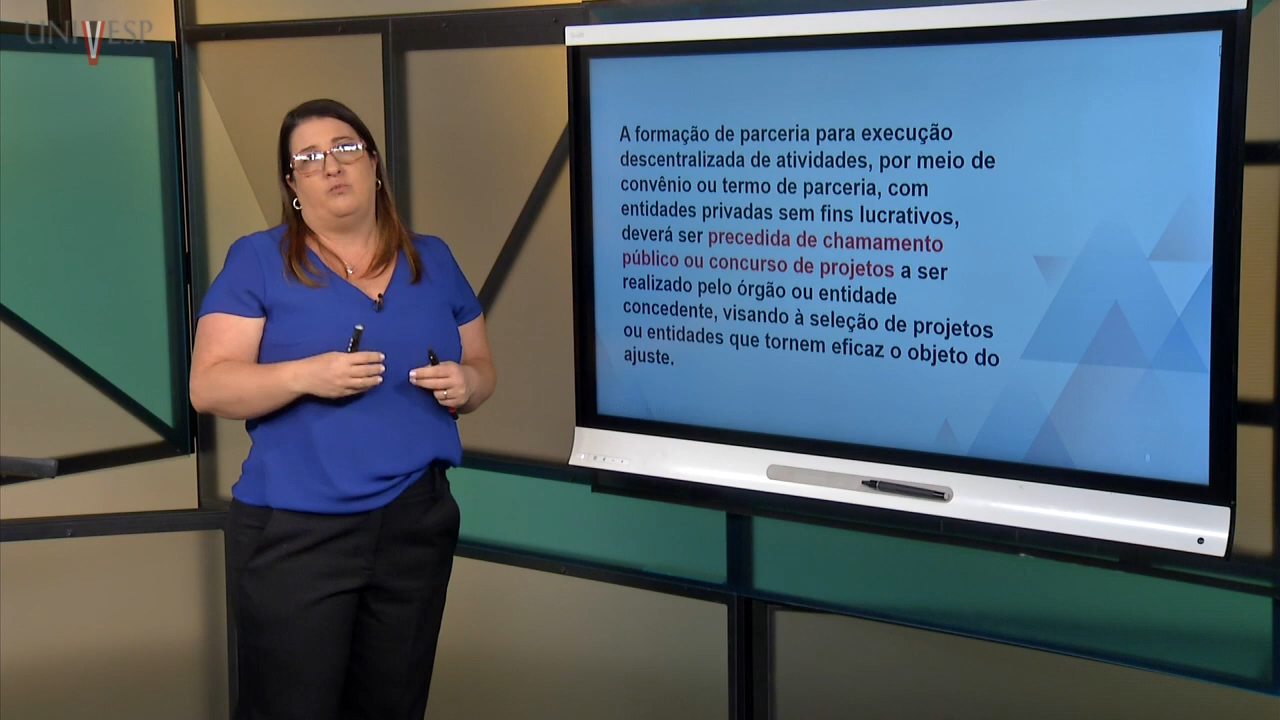 UNIVESP
A formação de parceria para execução
descentralizada de atividades, por meio de
convênio ou termo de parceria, com
entidades privadas sem fins lucrativos,
deverá ser precedida de chamamento
público ou concurso de projetos a ser
realizado pelo órgão ou entidade
concedente, visando à seleção de projetos
ou entidades que tornem eficaz o objeto do
ajuste.